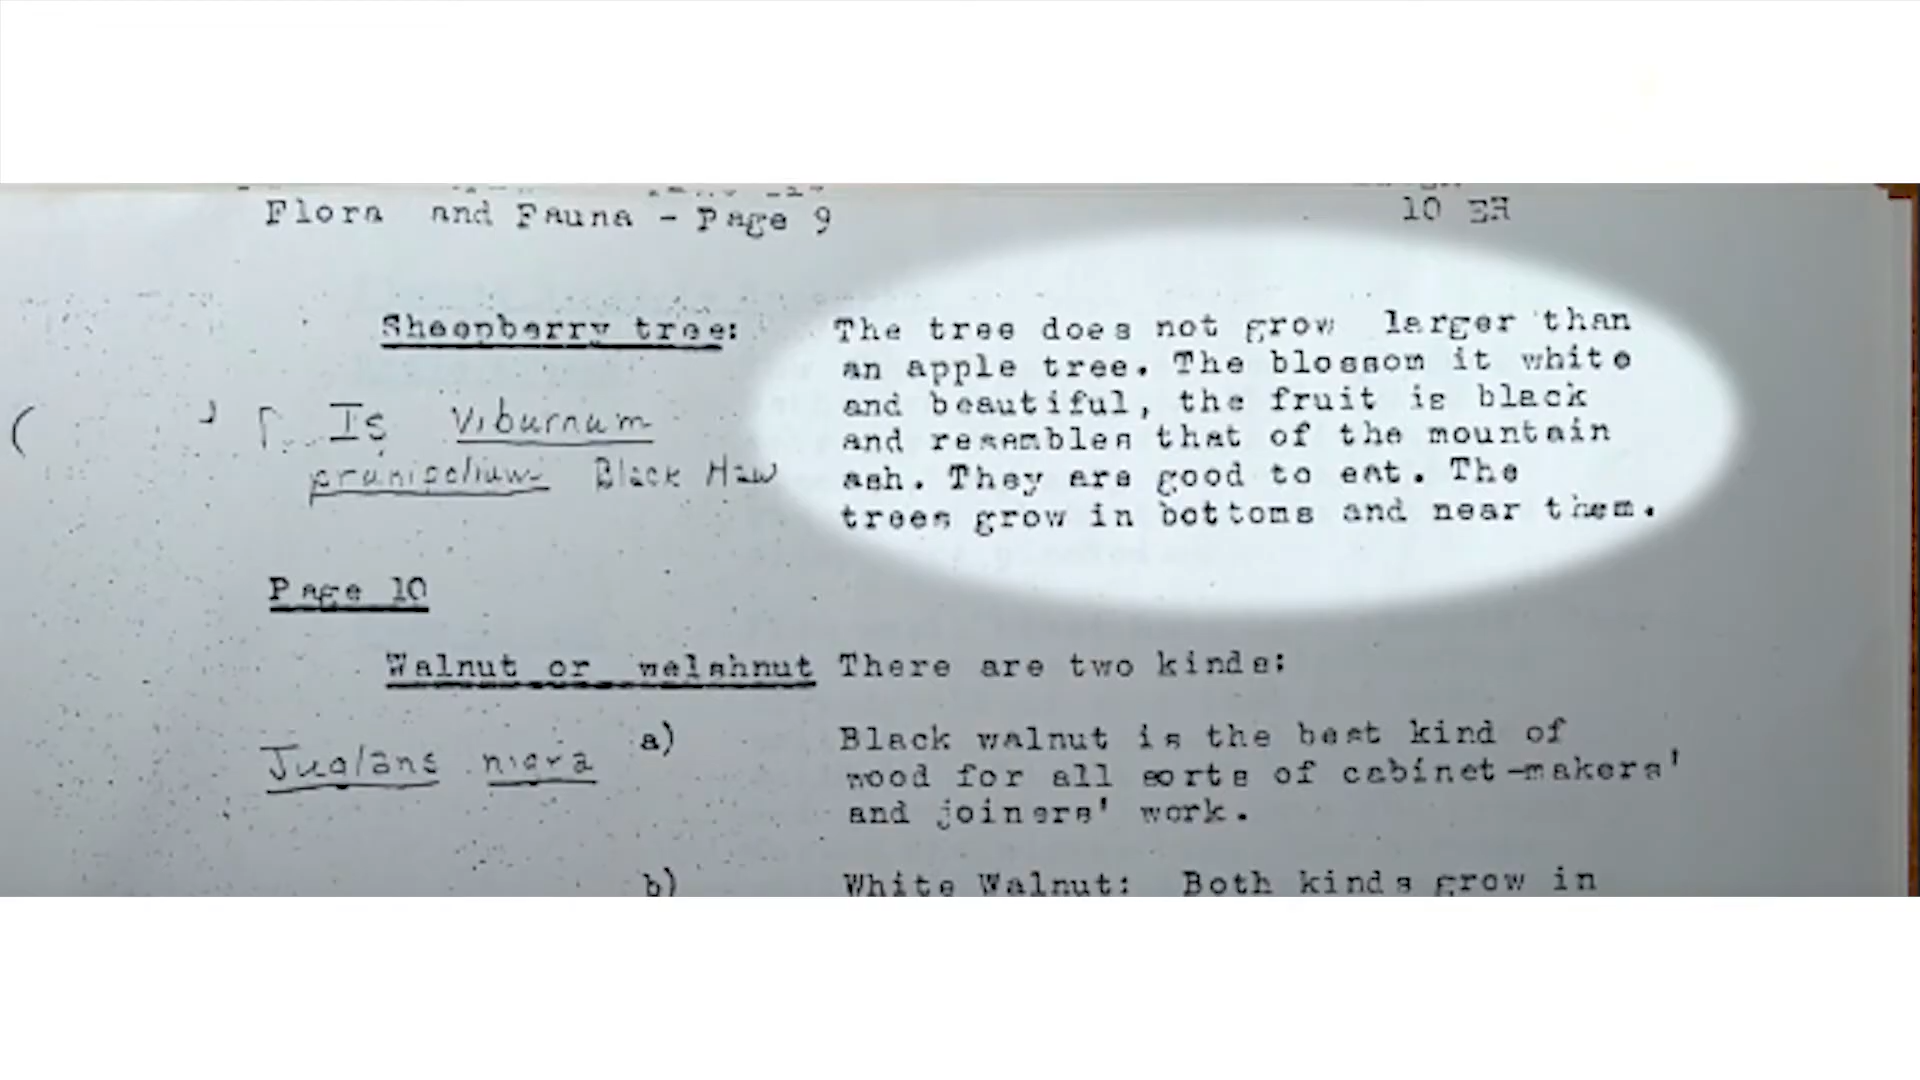 Flora and Fauna - Page 9
10 EH
Sheepberry tree:
The tree does not grow larger than
an apple tree. The blossom it white
and beautiful, the fruit is black
and resembles that of the mountain
ash. They are good to eat. The
trees grow in bottoms and near them.
Is Viburnum
prunifolium Black Haw
Page 10
Walnut or welshnut There are two kinds:
Juglans nigra
a) Black walnut is the best kind of
wood for all sorts of cabinet-makers'
and joiners' work.
b) White Walnut: Both kinds grow in